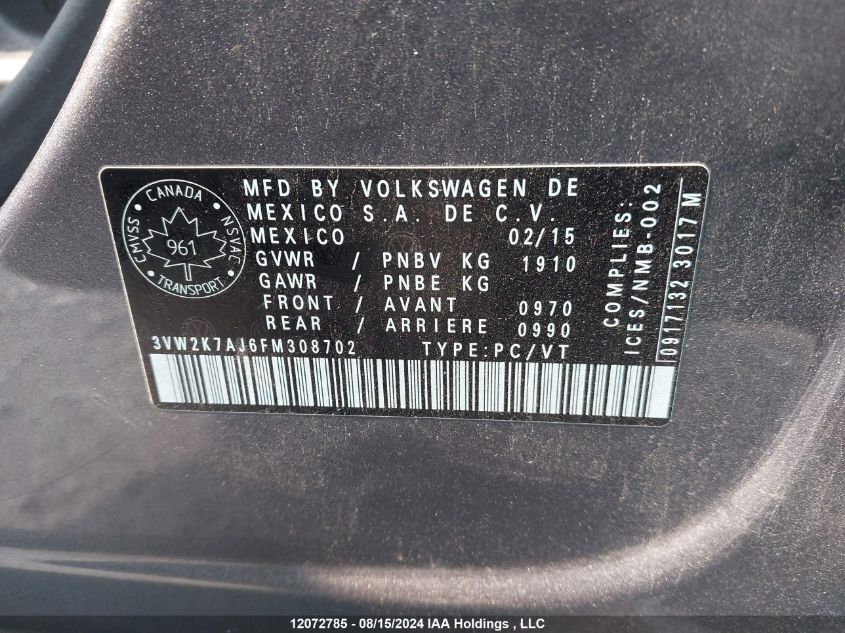 CANADA
CMVSS
NSVAC
961
TRANSPORT
MFD BY VOLKSWAGEN DE
MEXICO S.A. DE C.V.
MEXICO 02/15
GVWR / PNBV KG 1910
GAWR / PNBE KG
FRONT / AVANT 0970
REAR / ARRIERE 0990
3VW2K7AJ6FM308702 TYPE:PC/VT
COMPLIES:
ICES/NMB-002
0917132 3017 M
12072785 - 08/15/2024 IAA Holdings , LLC